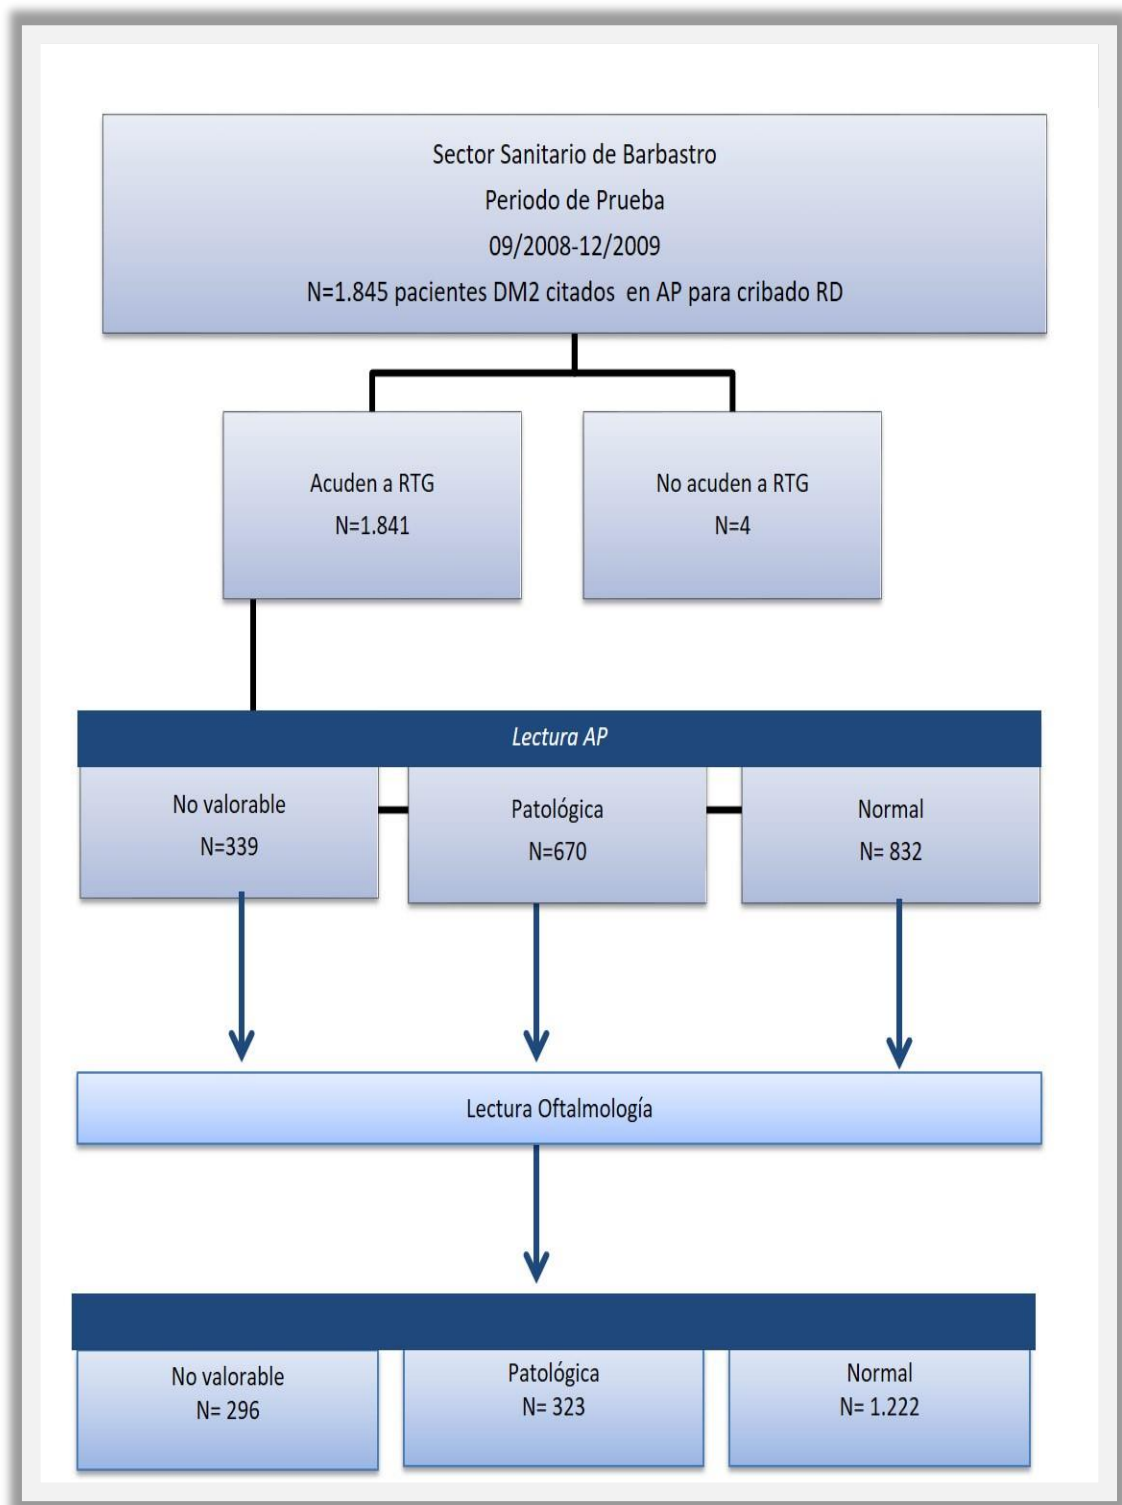 Sector Sanitario de Barbastro
Periodo de Prueba
09/2008-12/2009
N=1.845 pacientes DM2 citados en AP para cribado RD
Acuden a RTG
N=1.841
No acuden a RTG
N=4
Lectura AP
No valorable
N=339
Patológica
N=670
Normal
N= 832
Lectura Oftalmología
No valorable
N= 296
Patológica
N= 323
Normal
N= 1.222